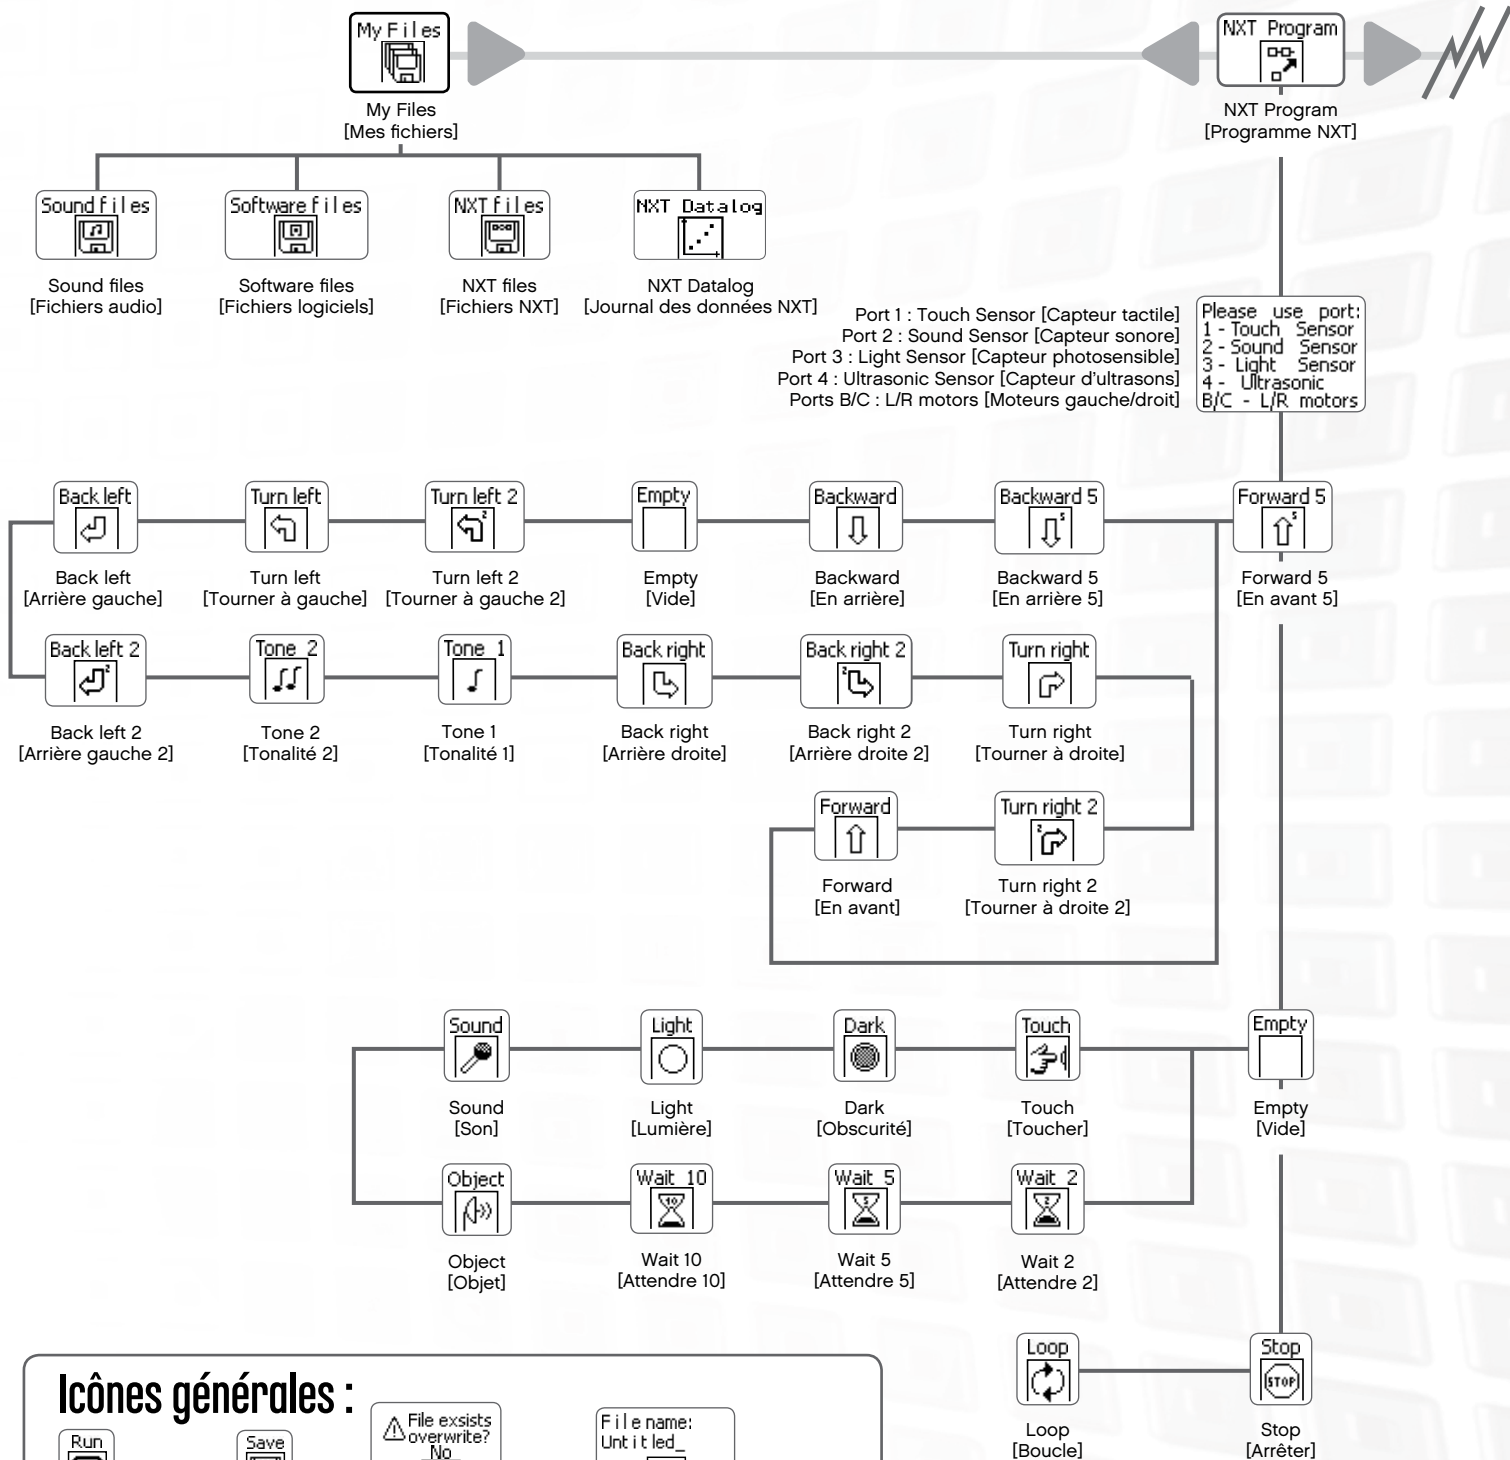 My Files
NXT Program
My Files
[Mes fichiers]
NXT Program
[Programme NXT]
Sound files
Software files
NXT files
NXT Datalog
Sound files
[Fichiers audio]
Software files
[Fichiers logiciels]
NXT files
[Fichiers NXT]
NXT Datalog
[Journal des données NXT]
Port 1 : Touch Sensor [Capteur tactile]
Port 2 : Sound Sensor [Capteur sonore]
Port 3 : Light Sensor [Capteur photosensible]
Port 4 : Ultrasonic Sensor [Capteur d'ultrasons]
Ports B/C : L/R motors [Moteurs gauche/droit]
Please use port:
1 - Touch Sensor
2 - Sound Sensor
3 - Light Sensor
4 - Ultrasonic
B/C - L/R motors
Back left
Turn left
Turn left 2
2
Empty
Backward
Backward 5
5
Forward 5
5
Back left
[Arrière gauche]
Turn left
[Tourner à gauche]
Turn left 2
[Tourner à gauche 2]
Empty
[Vide]
Backward
[En arrière]
Backward 5
[En arrière 5]
Forward 5
[En avant 5]
Back left 2
2
Tone 2
Tone 1
Back right
Back right 2
2
Turn right
Back left 2
[Arrière gauche 2]
Tone 2
[Tonalité 2]
Tone 1
[Tonalité 1]
Back right
[Arrière droite]
Back right 2
[Arrière droite 2]
Turn right
[Tourner à droite]
Forward
Turn right 2
2
Forward
[En avant]
Turn right 2
[Tourner à droite 2]
Sound
Light
Dark
Touch
Empty
Sound
[Son]
Light
[Lumière]
Dark
[Obscurité]
Touch
[Toucher]
Empty
[Vide]
Object
Wait 10
10
Wait 5
5
Wait 2
2
Object
[Objet]
Wait 10
[Attendre 10]
Wait 5
[Attendre 5]
Wait 2
[Attendre 2]
Loop
Stop
STOP
Loop
[Boucle]
Stop
[Arrêter]
Icônes générales :
Run
Save
File exsists
overwrite?
No
File name:
Untitled_